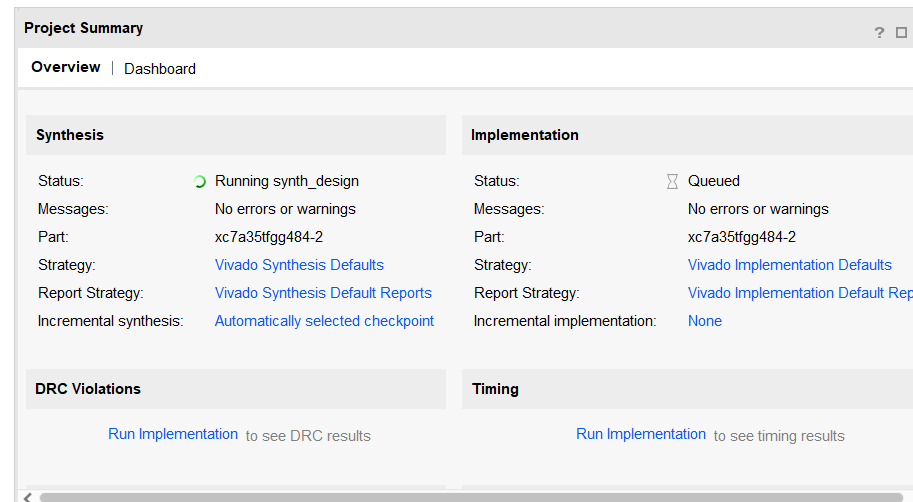 Project Summary
?
Overview | Dashboard
Synthesis
Status: Running synth_design
Messages: No errors or warnings
Part: xc7a35tfgg484-2
Strategy: Vivado Synthesis Defaults
Report Strategy: Vivado Synthesis Default Reports
Incremental synthesis: Automatically selected checkpoint
Implementation
Status: Queued
Messages: No errors or warnings
Part: xc7a35tfgg484-2
Strategy: Vivado Implementation Defaults
Report Strategy: Vivado Implementation Default Rep
Incremental implementation: None
DRC Violations
Run Implementation to see DRC results
Timing
Run Implementation to see timing results